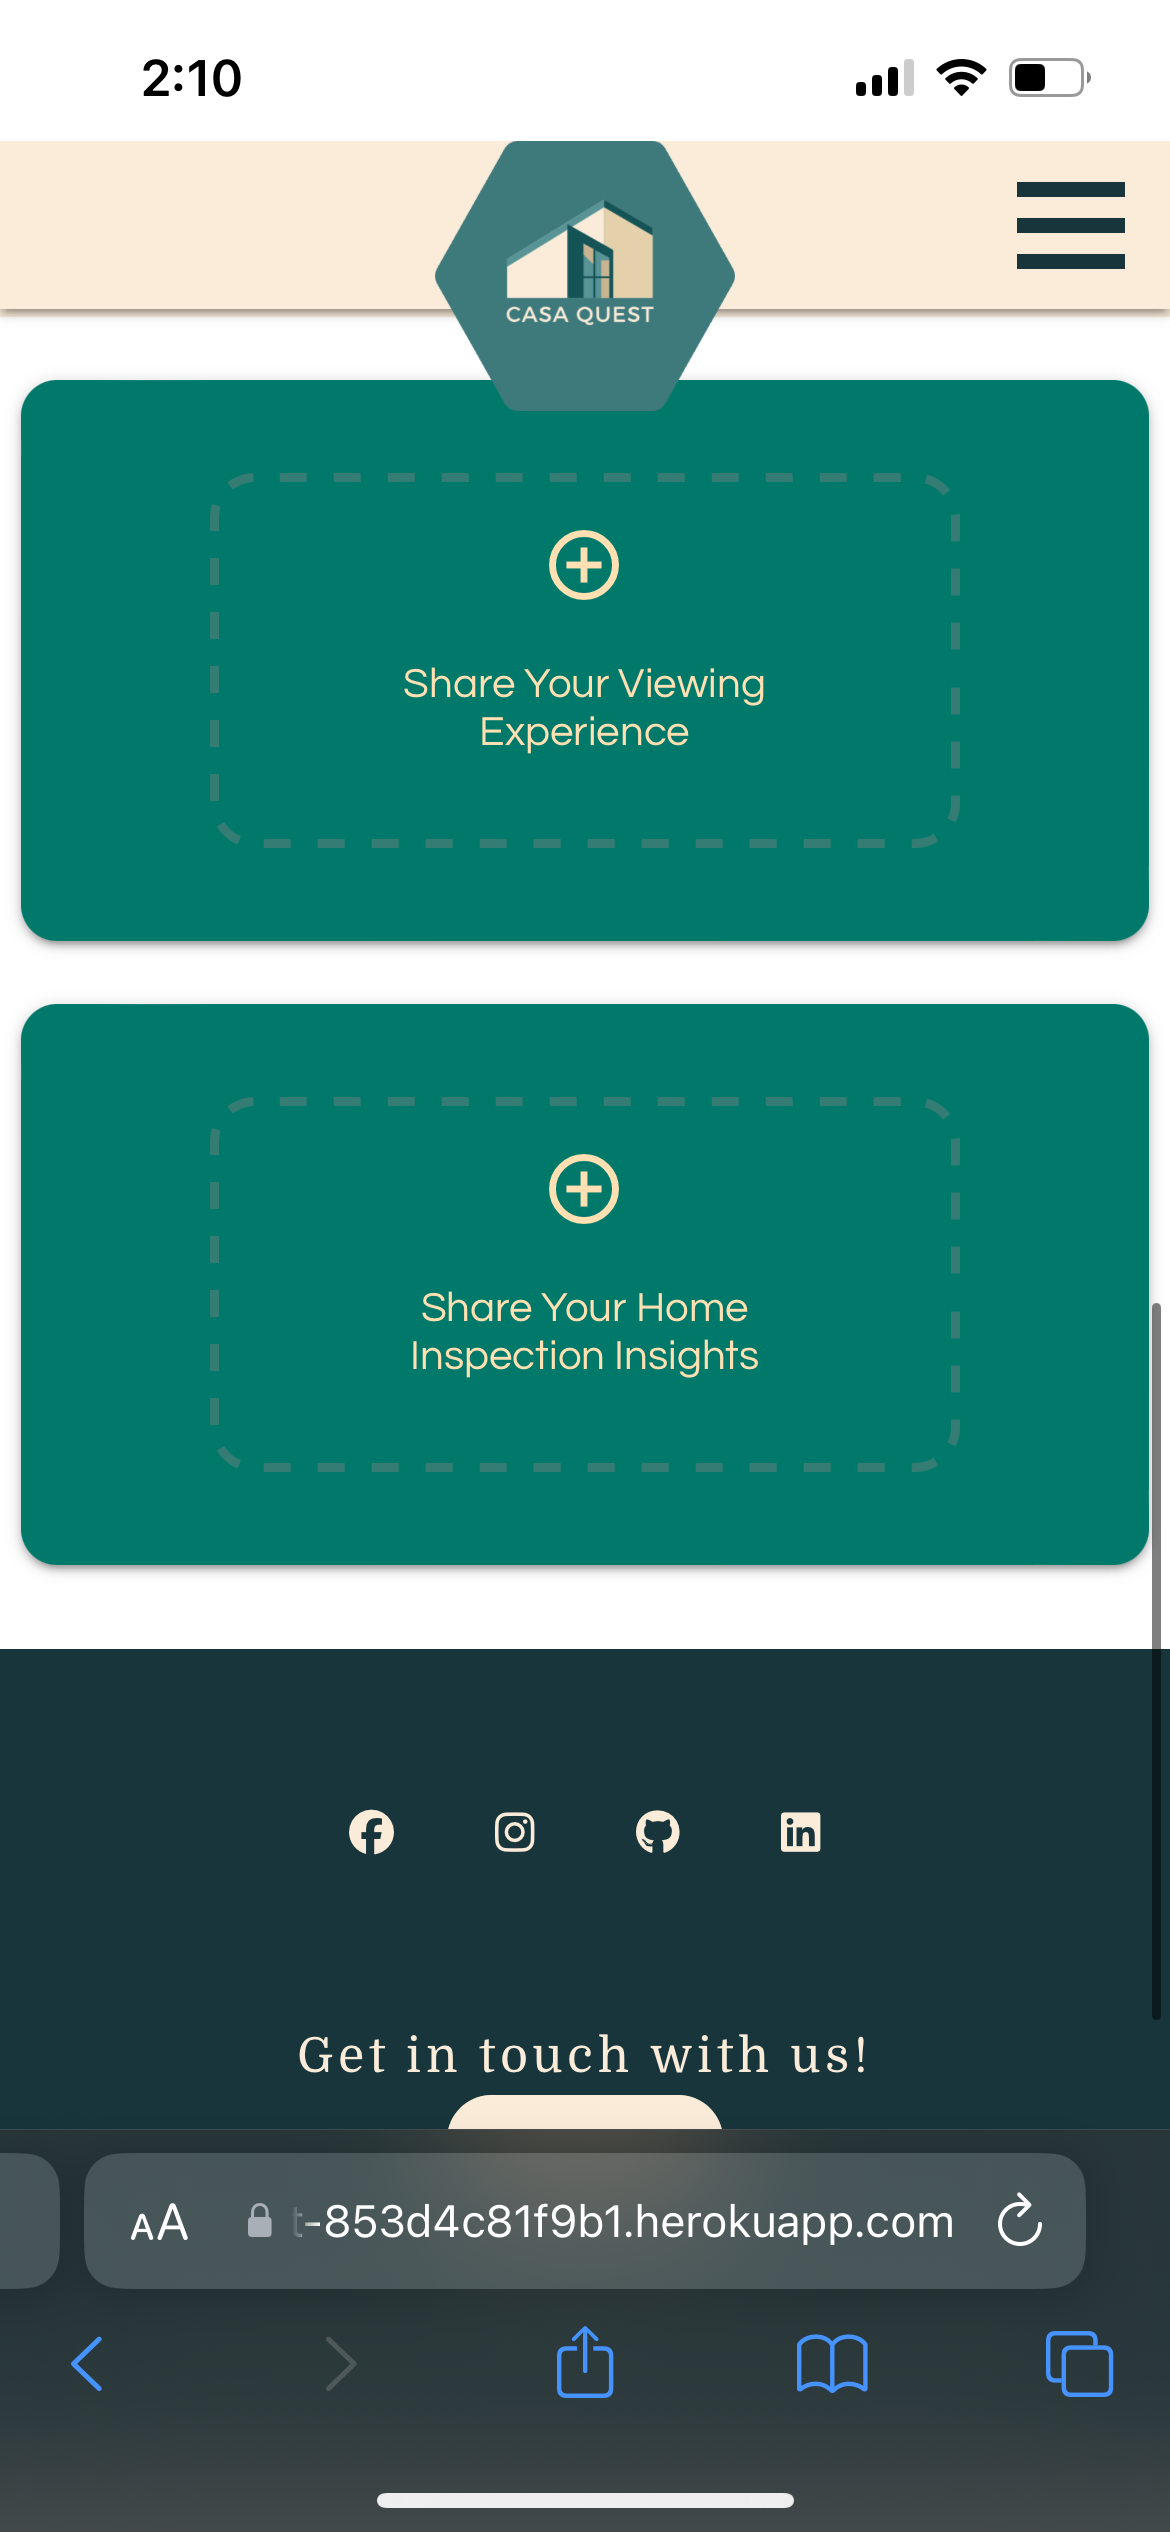 2:10
CASA QUEST
Share Your Viewing
Experience
Share Your Home
Inspection Insights
Get in touch with us!
AA
t-853d4c81f9b1.herokuapp.com